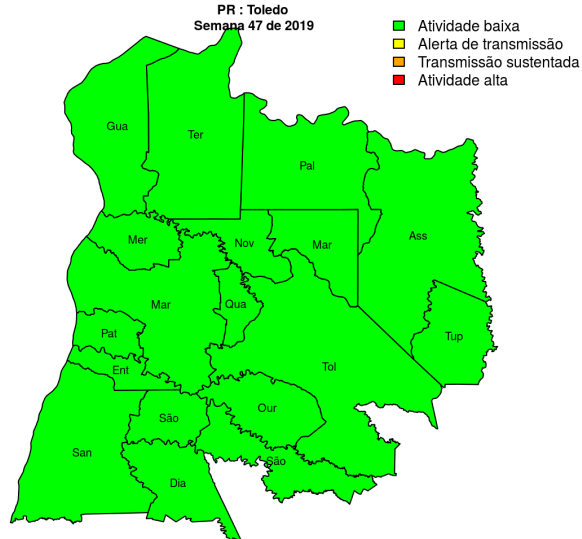 PR : Toledo
Semana 47 de 2019
Atividade baixa
Alerta de transmissão
Transmissão sustentada
Atividade alta
Gua
Ter
Pal
Ass
Mer
Nov
Mar
Mar
Qua
Pat
Tup
Ent
Tol
São
Our
San
São
Dia